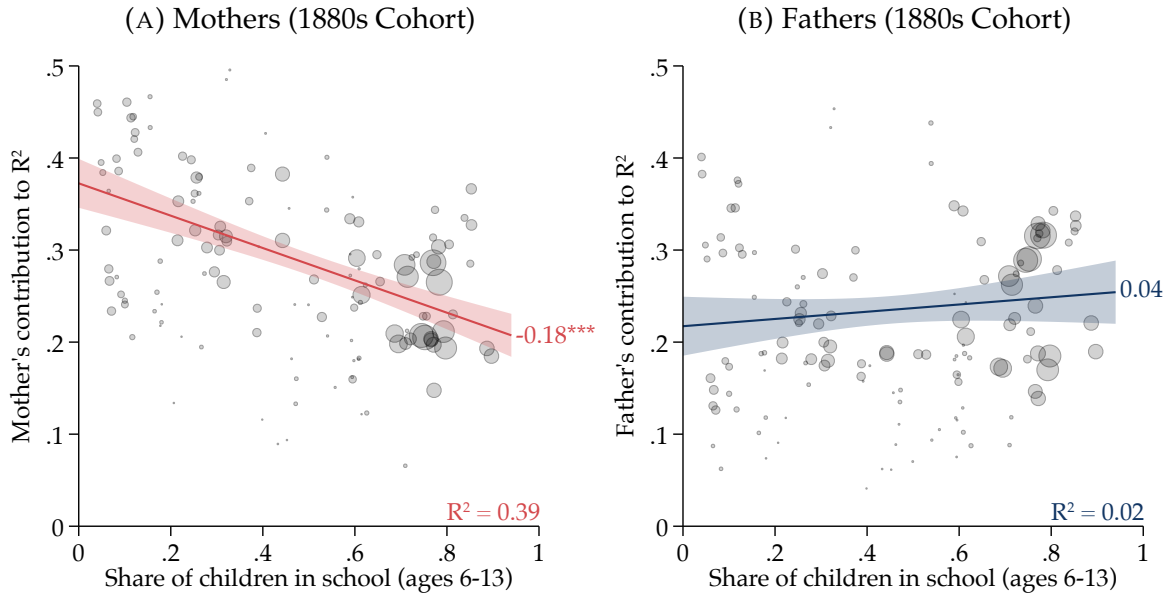 (A) Mothers (1880s Cohort)
Mother's contribution to R²
.5
.4
.3
.2
.1
0
-0.18***
R² = 0.39
0 .2 .4 .6 .8 1
Share of children in school (ages 6-13)
(B) Fathers (1880s Cohort)
Father's contribution to R²
.5
.4
.3
.2
.1
0
0.04
R² = 0.02
0 .2 .4 .6 .8 1
Share of children in school (ages 6-13)